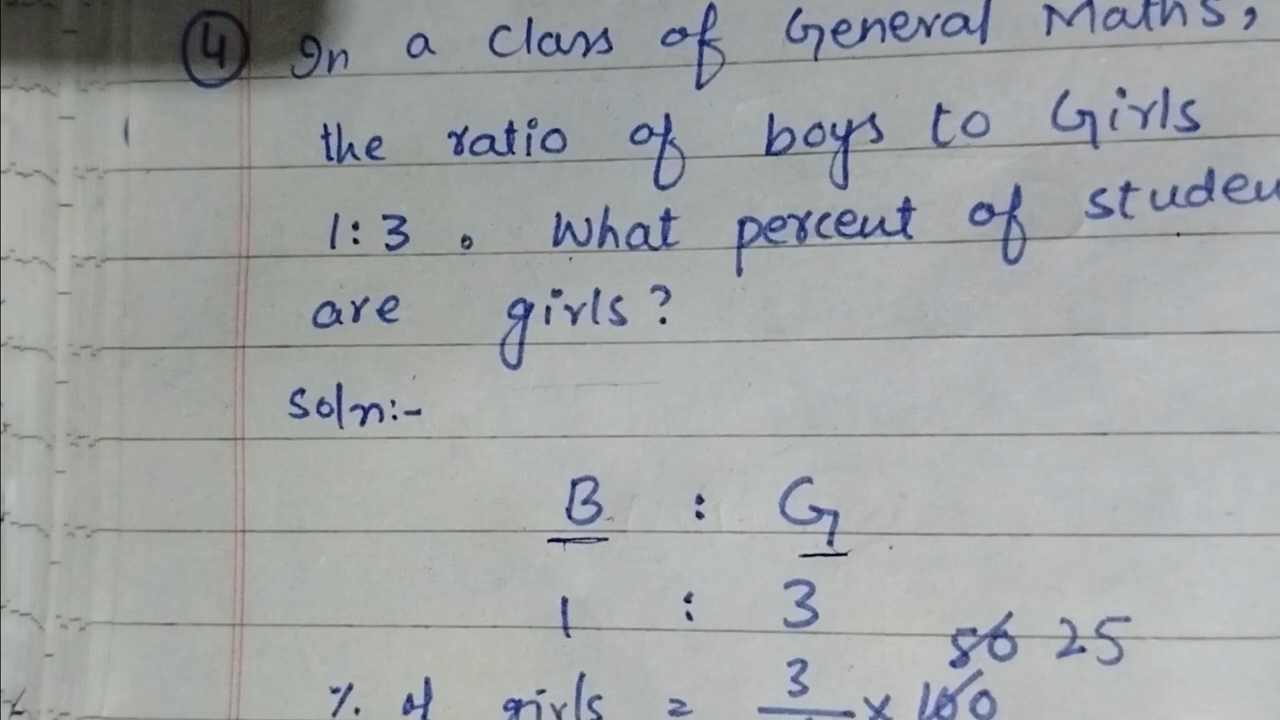 4 In a class of General Maths,
the ratio of boys to Girls
1:3 . What percent of studen
are girls?
Soln:-
B : G
1 : 3
50 25
% of girls = 3 × 100